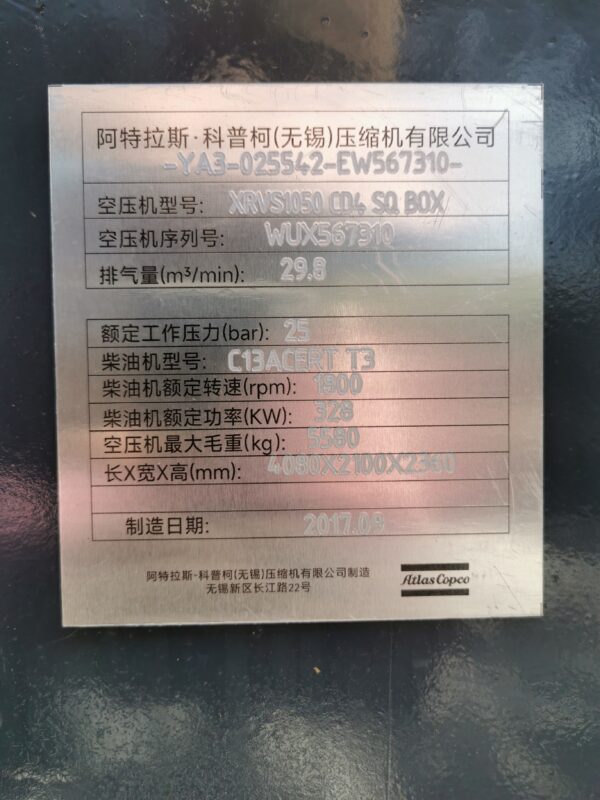 阿特拉斯·科普柯(无锡)压缩机有限公司
-YA3-025542-EW567310-
空压机型号: XRVS1050 CD4 SQ BOX
空压机序列号: WUX567310
排气量(m³/min): 29.8
额定工作压力(bar): 25
柴油机型号: C13ACERT T3
柴油机额定转速(rpm): 1800
柴油机额定功率(KW): 328
空压机最大毛重(kg): 5580
长X宽X高(mm): 4080X2100X2360
制造日期: 2017.09
阿特拉斯-科普柯(无锡)压缩机有限公司制造
无锡新区长江路22号
Atlas Copco